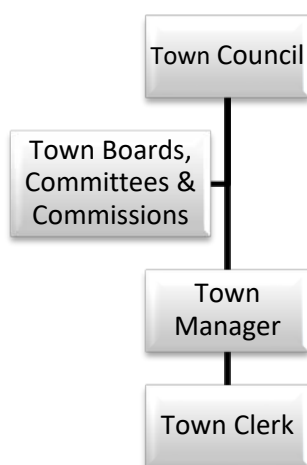 Town Council
Town Boards,
Committees &
Commissions
Town
Manager
Town Clerk